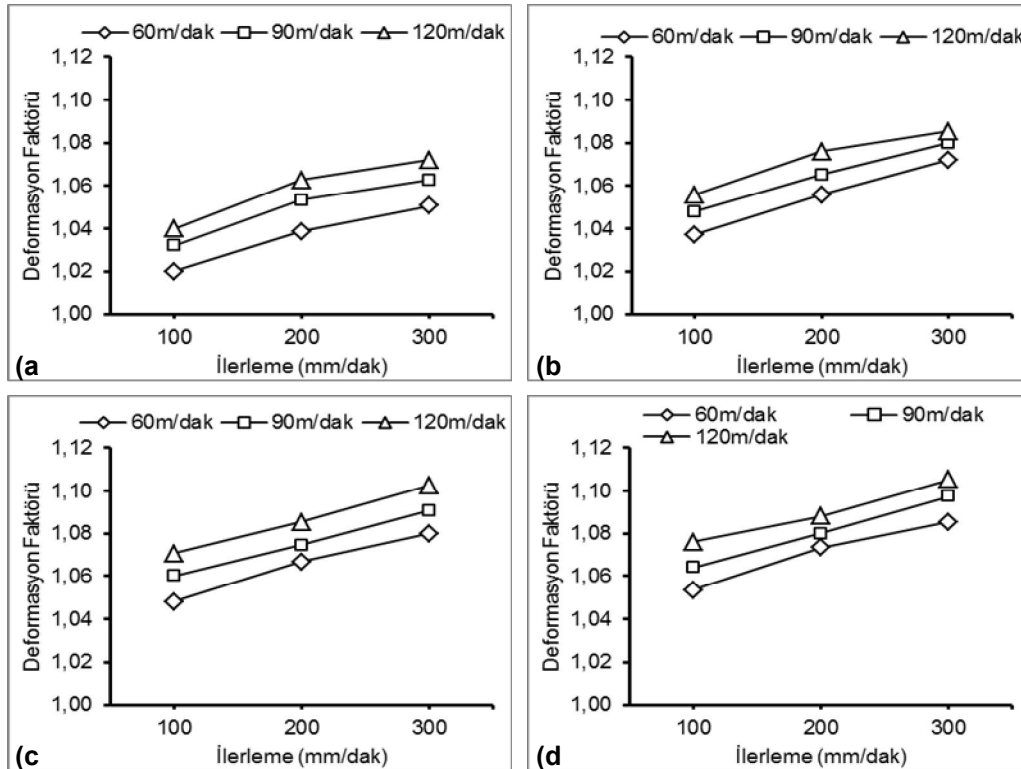 60m/dak 90m/dak 120m/dak
Deformasyon Faktörü
1,12
1,10
1,08
1,06
1,04
1,02
1,00
100 200 300
İlerleme (mm/dak)
(a
60m/dak 90m/dak 120m/dak
Deformasyon Faktörü
1,12
1,10
1,08
1,06
1,04
1,02
1,00
100 200 300
İlerleme (mm/dak)
(b
60m/dak 90m/dak 120m/dak
Deformasyon Faktörü
1,12
1,10
1,08
1,06
1,04
1,02
1,00
100 200 300
İlerleme (mm/dak)
(c
60m/dak 90m/dak
120m/dak
Deformasyon Faktörü
1,12
1,10
1,08
1,06
1,04
1,02
1,00
100 200 300
İlerleme (mm/dak)
(d